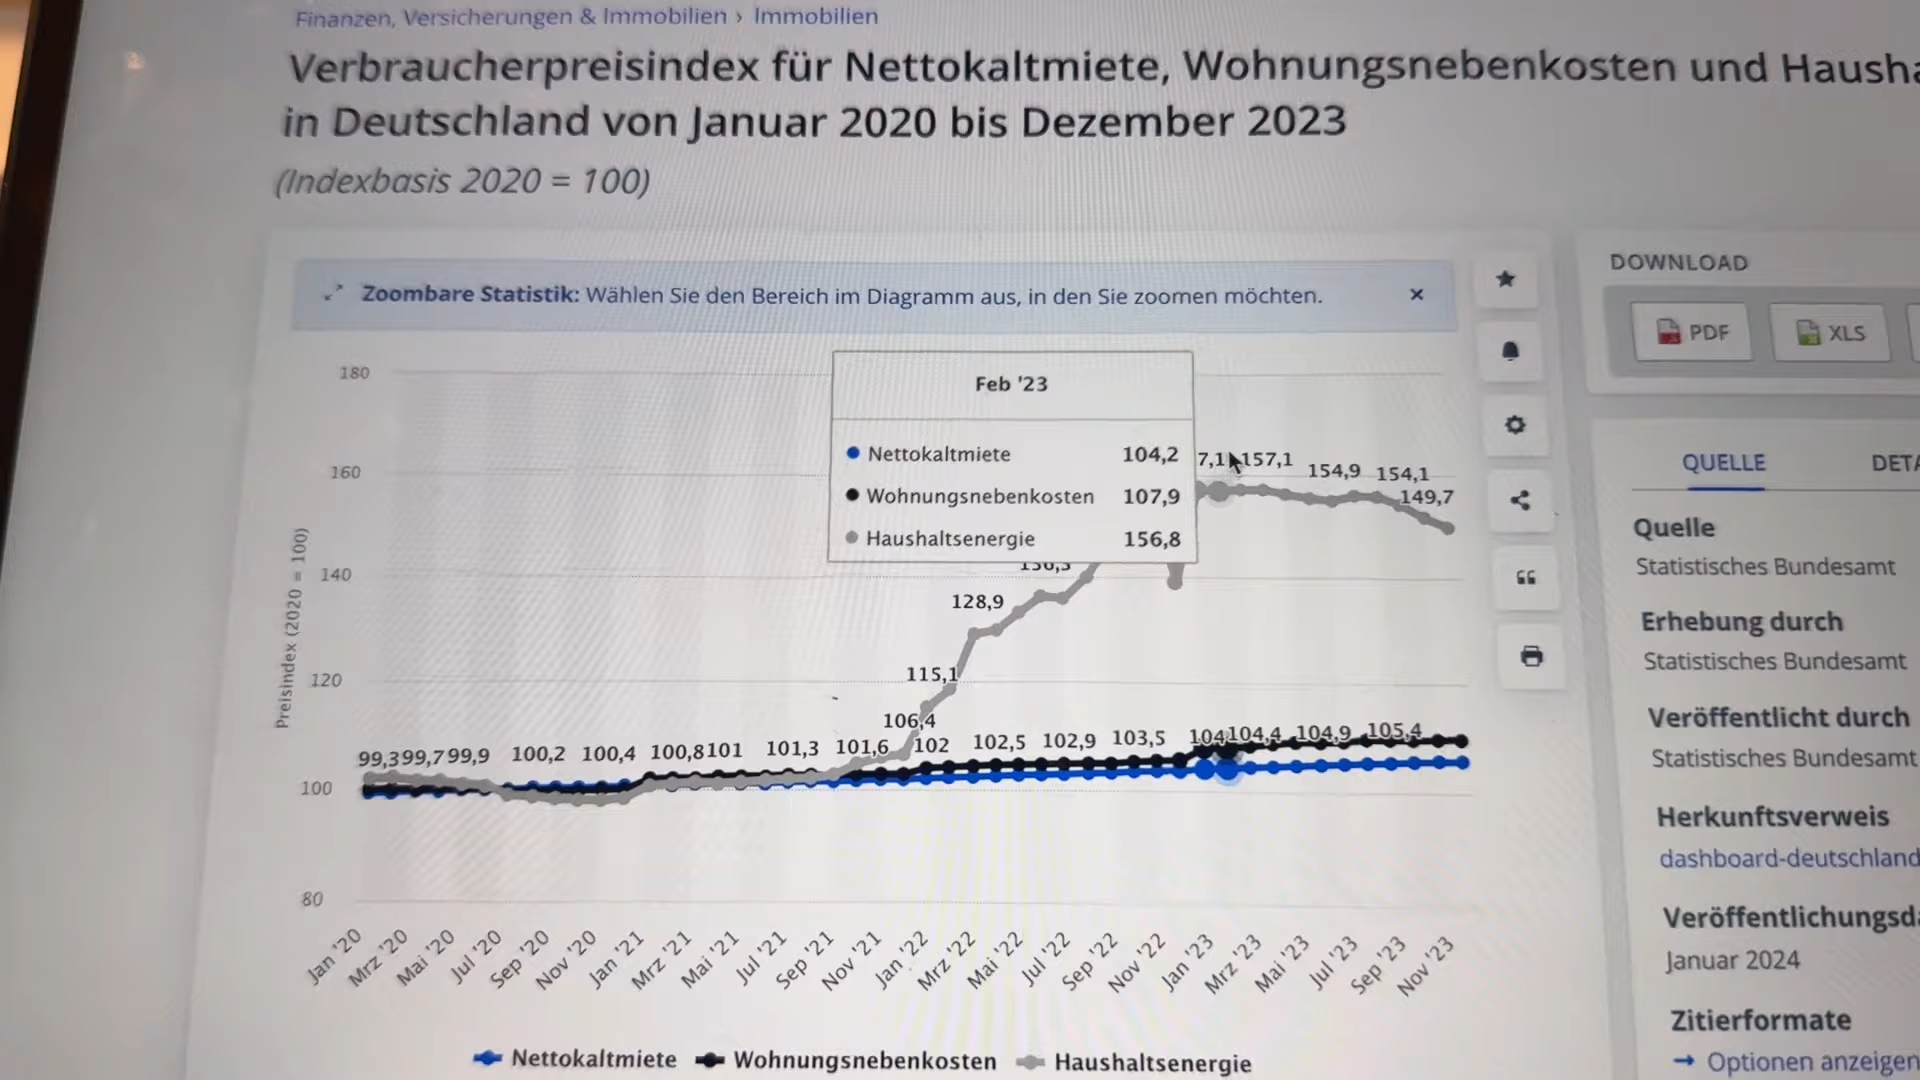 Finanzen, Versicherungen & Immobilien › Immobilien
Verbraucherpreisindex für Nettokaltmiete, Wohnungsnebenkosten und
in Deutschland von Januar 2020 bis Dezember 2023
(Indexbasis 2020 = 100)
Zoombare Statistik: Wählen Sie den Bereich im Diagramm aus, in den Sie zoomen möchten.
Preisindex (2020 = 100)
180
160
140
120
100
80
Feb '23
Nettokaltmiete 104,2
Wohnungsnebenkosten 107,9
Haushaltsenergie 156,8
157,1
154,9
154,1
149,7
128,9
115,1
106,4
99,3 99,7 99,9 100,2 100,4 100,8 101 101,3 101,6 102 102,5 102,9 103,5 104 104,4 104,9 105,4
Jan '20 Mrz '20 Mai '20 Jul '20 Sep '20 Nov '20 Jan '21 Mrz '21 Mai '21 Jul '21 Sep '21 Nov '21 Jan '22 Mrz '22 Mai '22 Jul '22 Sep '22 Nov '22 Jan '23 Mrz '23 Mai '23 Jul '23 Sep '23 Nov '23
Nettokaltmiete Wohnungsnebenkosten Haushaltsenergie
DOWNLOAD
PDF XLS
QUELLE
Quelle
Statistisches Bundesamt
Erhebung durch
Statistisches Bundesamt
Veröffentlicht durch
Statistisches Bundesamt
Herkunftsverweis
dashboard-deutschland
Januar 2024
Zitierformate
→ Optionen anzeigen